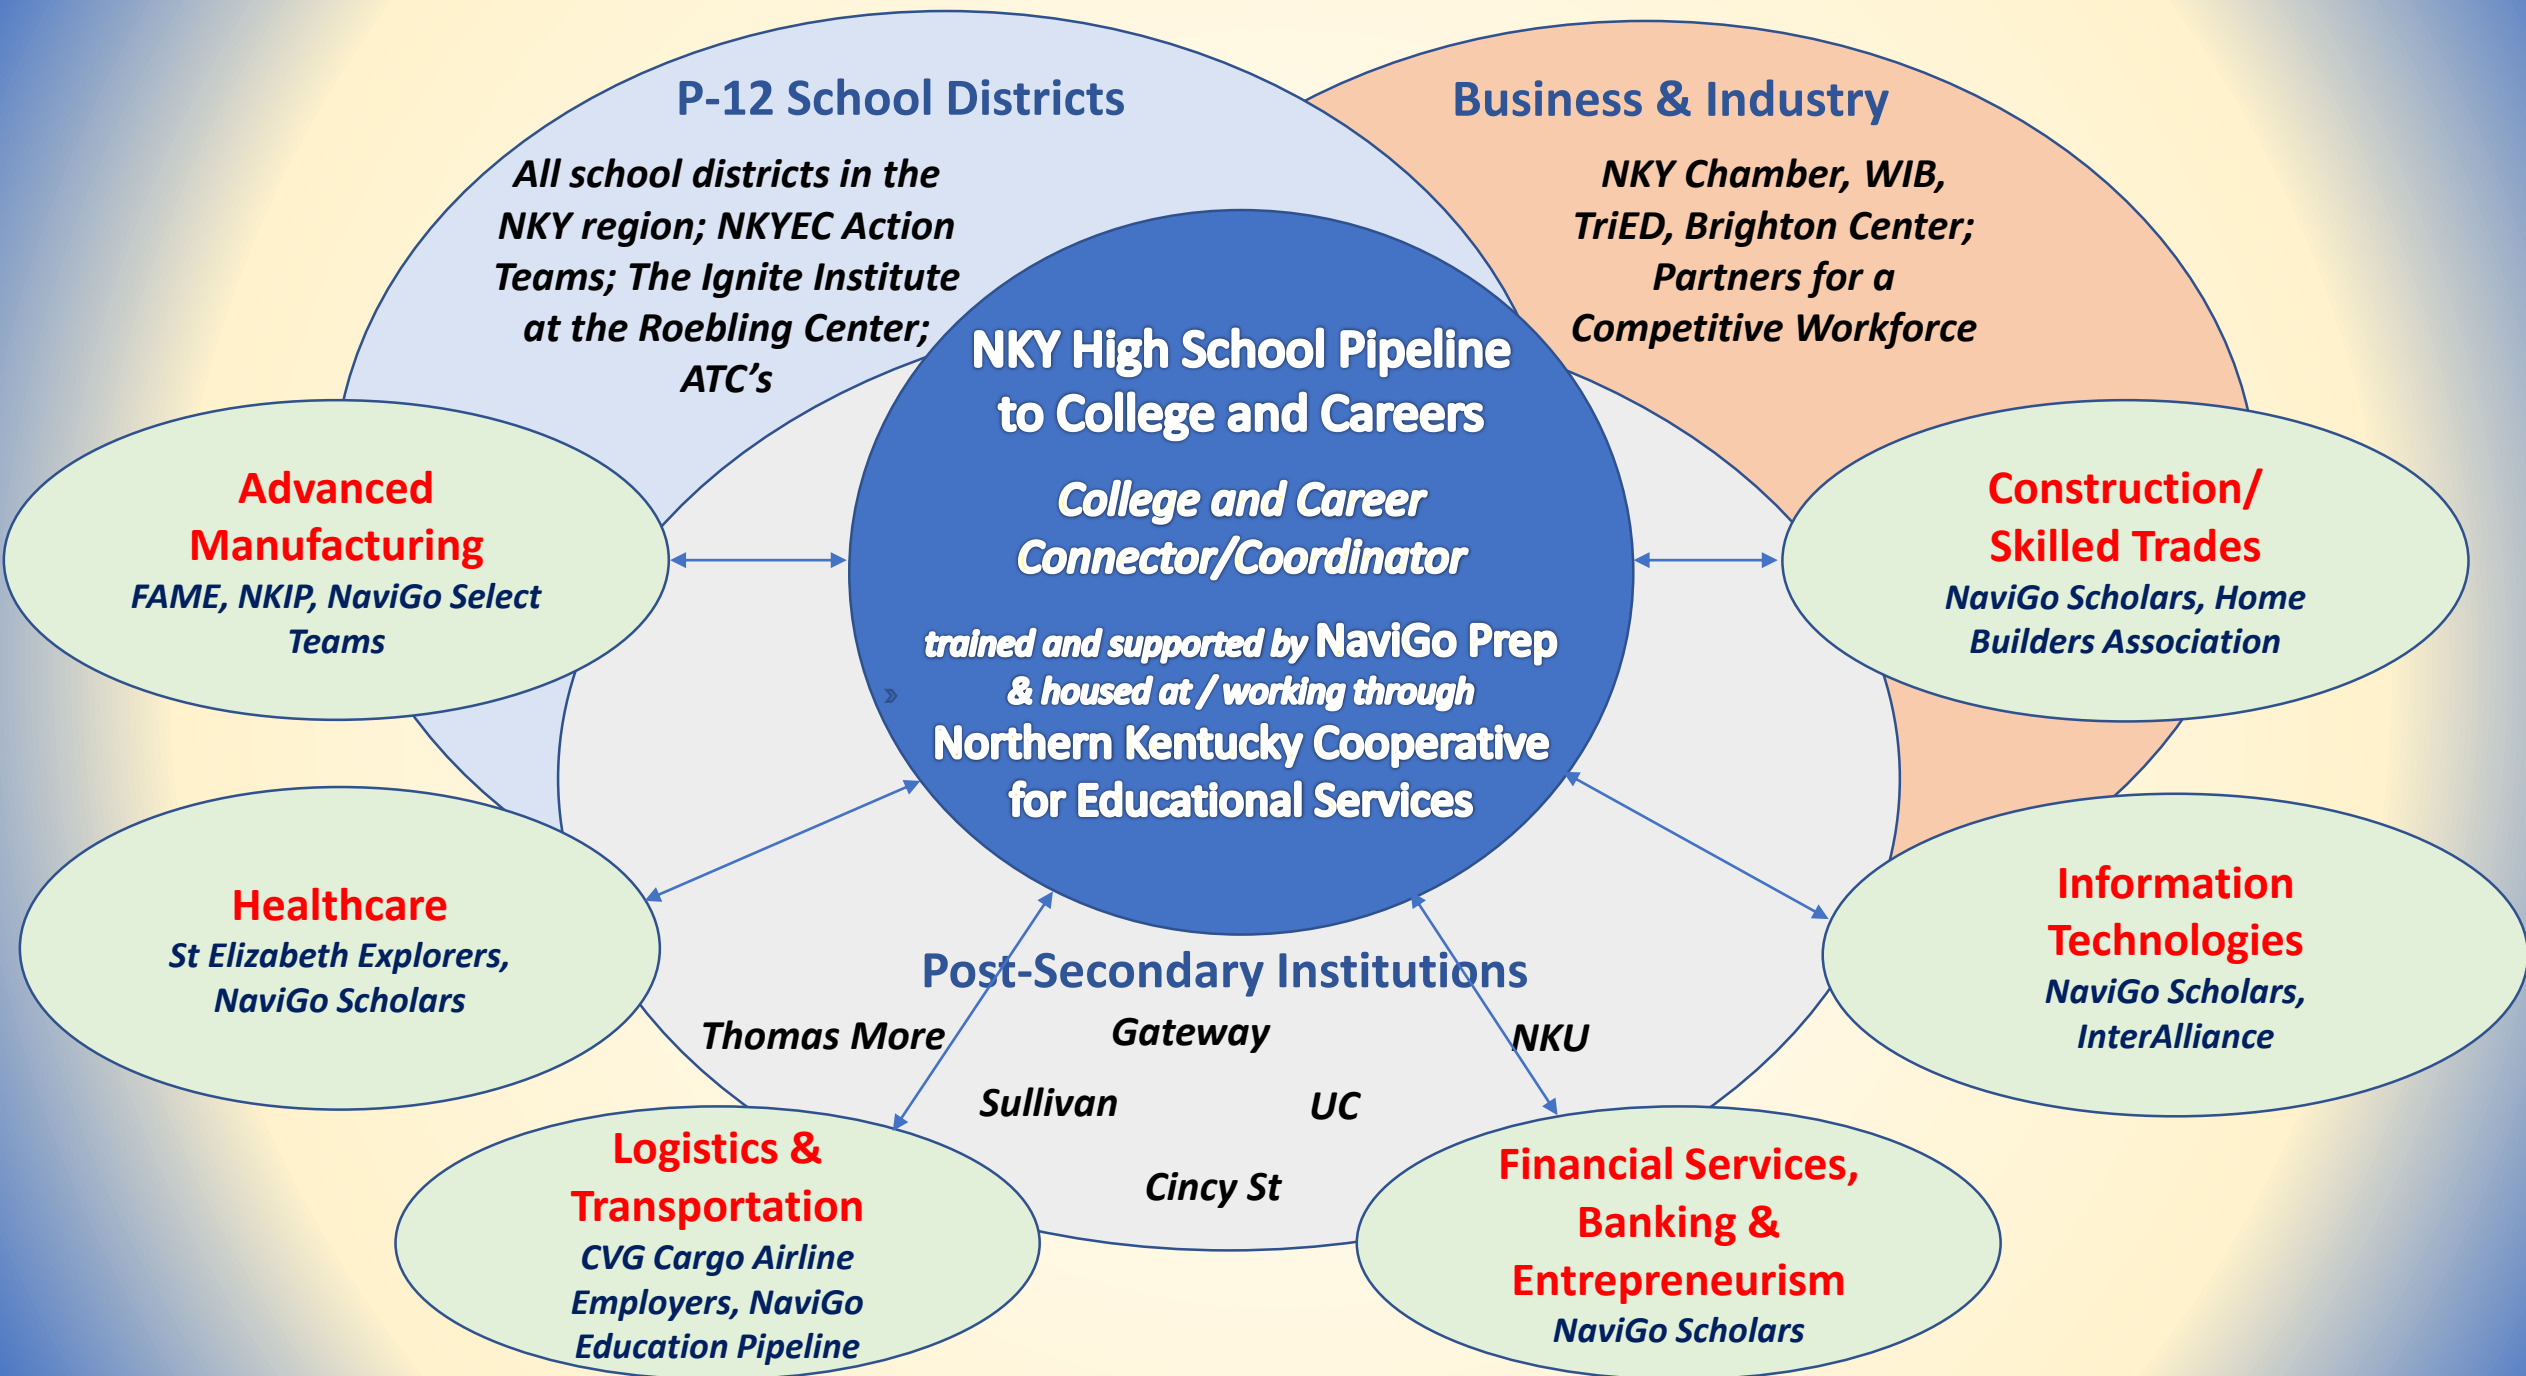 P-12 School Districts
All school districts in the
NKY region; NKYEC Action
Teams; The Ignite Institute
at the Roebling Center;
ATC’s
Business & Industry
NKY Chamber, WIB,
TriED, Brighton Center;
Partners for a
Competitive Workforce
NKY High School Pipeline
to College and Careers
College and Career
Connector/Coordinator
trained and supported by NaviGo Prep
& housed at / working through
»
Northern Kentucky Cooperative
for Educational Services
Advanced
Manufacturing
FAME, NKIP, NaviGo Select
Teams
Construction/
Skilled Trades
NaviGo Scholars, Home
Builders Association
Healthcare
St Elizabeth Explorers,
NaviGo Scholars
Information
Technologies
NaviGo Scholars,
InterAlliance
Post-Secondary Institutions
Thomas More
Gateway
NKU
Sullivan
UC
Cincy St
Logistics &
Transportation
CVG Cargo Airline
Employers, NaviGo
Education Pipeline
Financial Services,
Banking &
Entrepreneurism
NaviGo Scholars